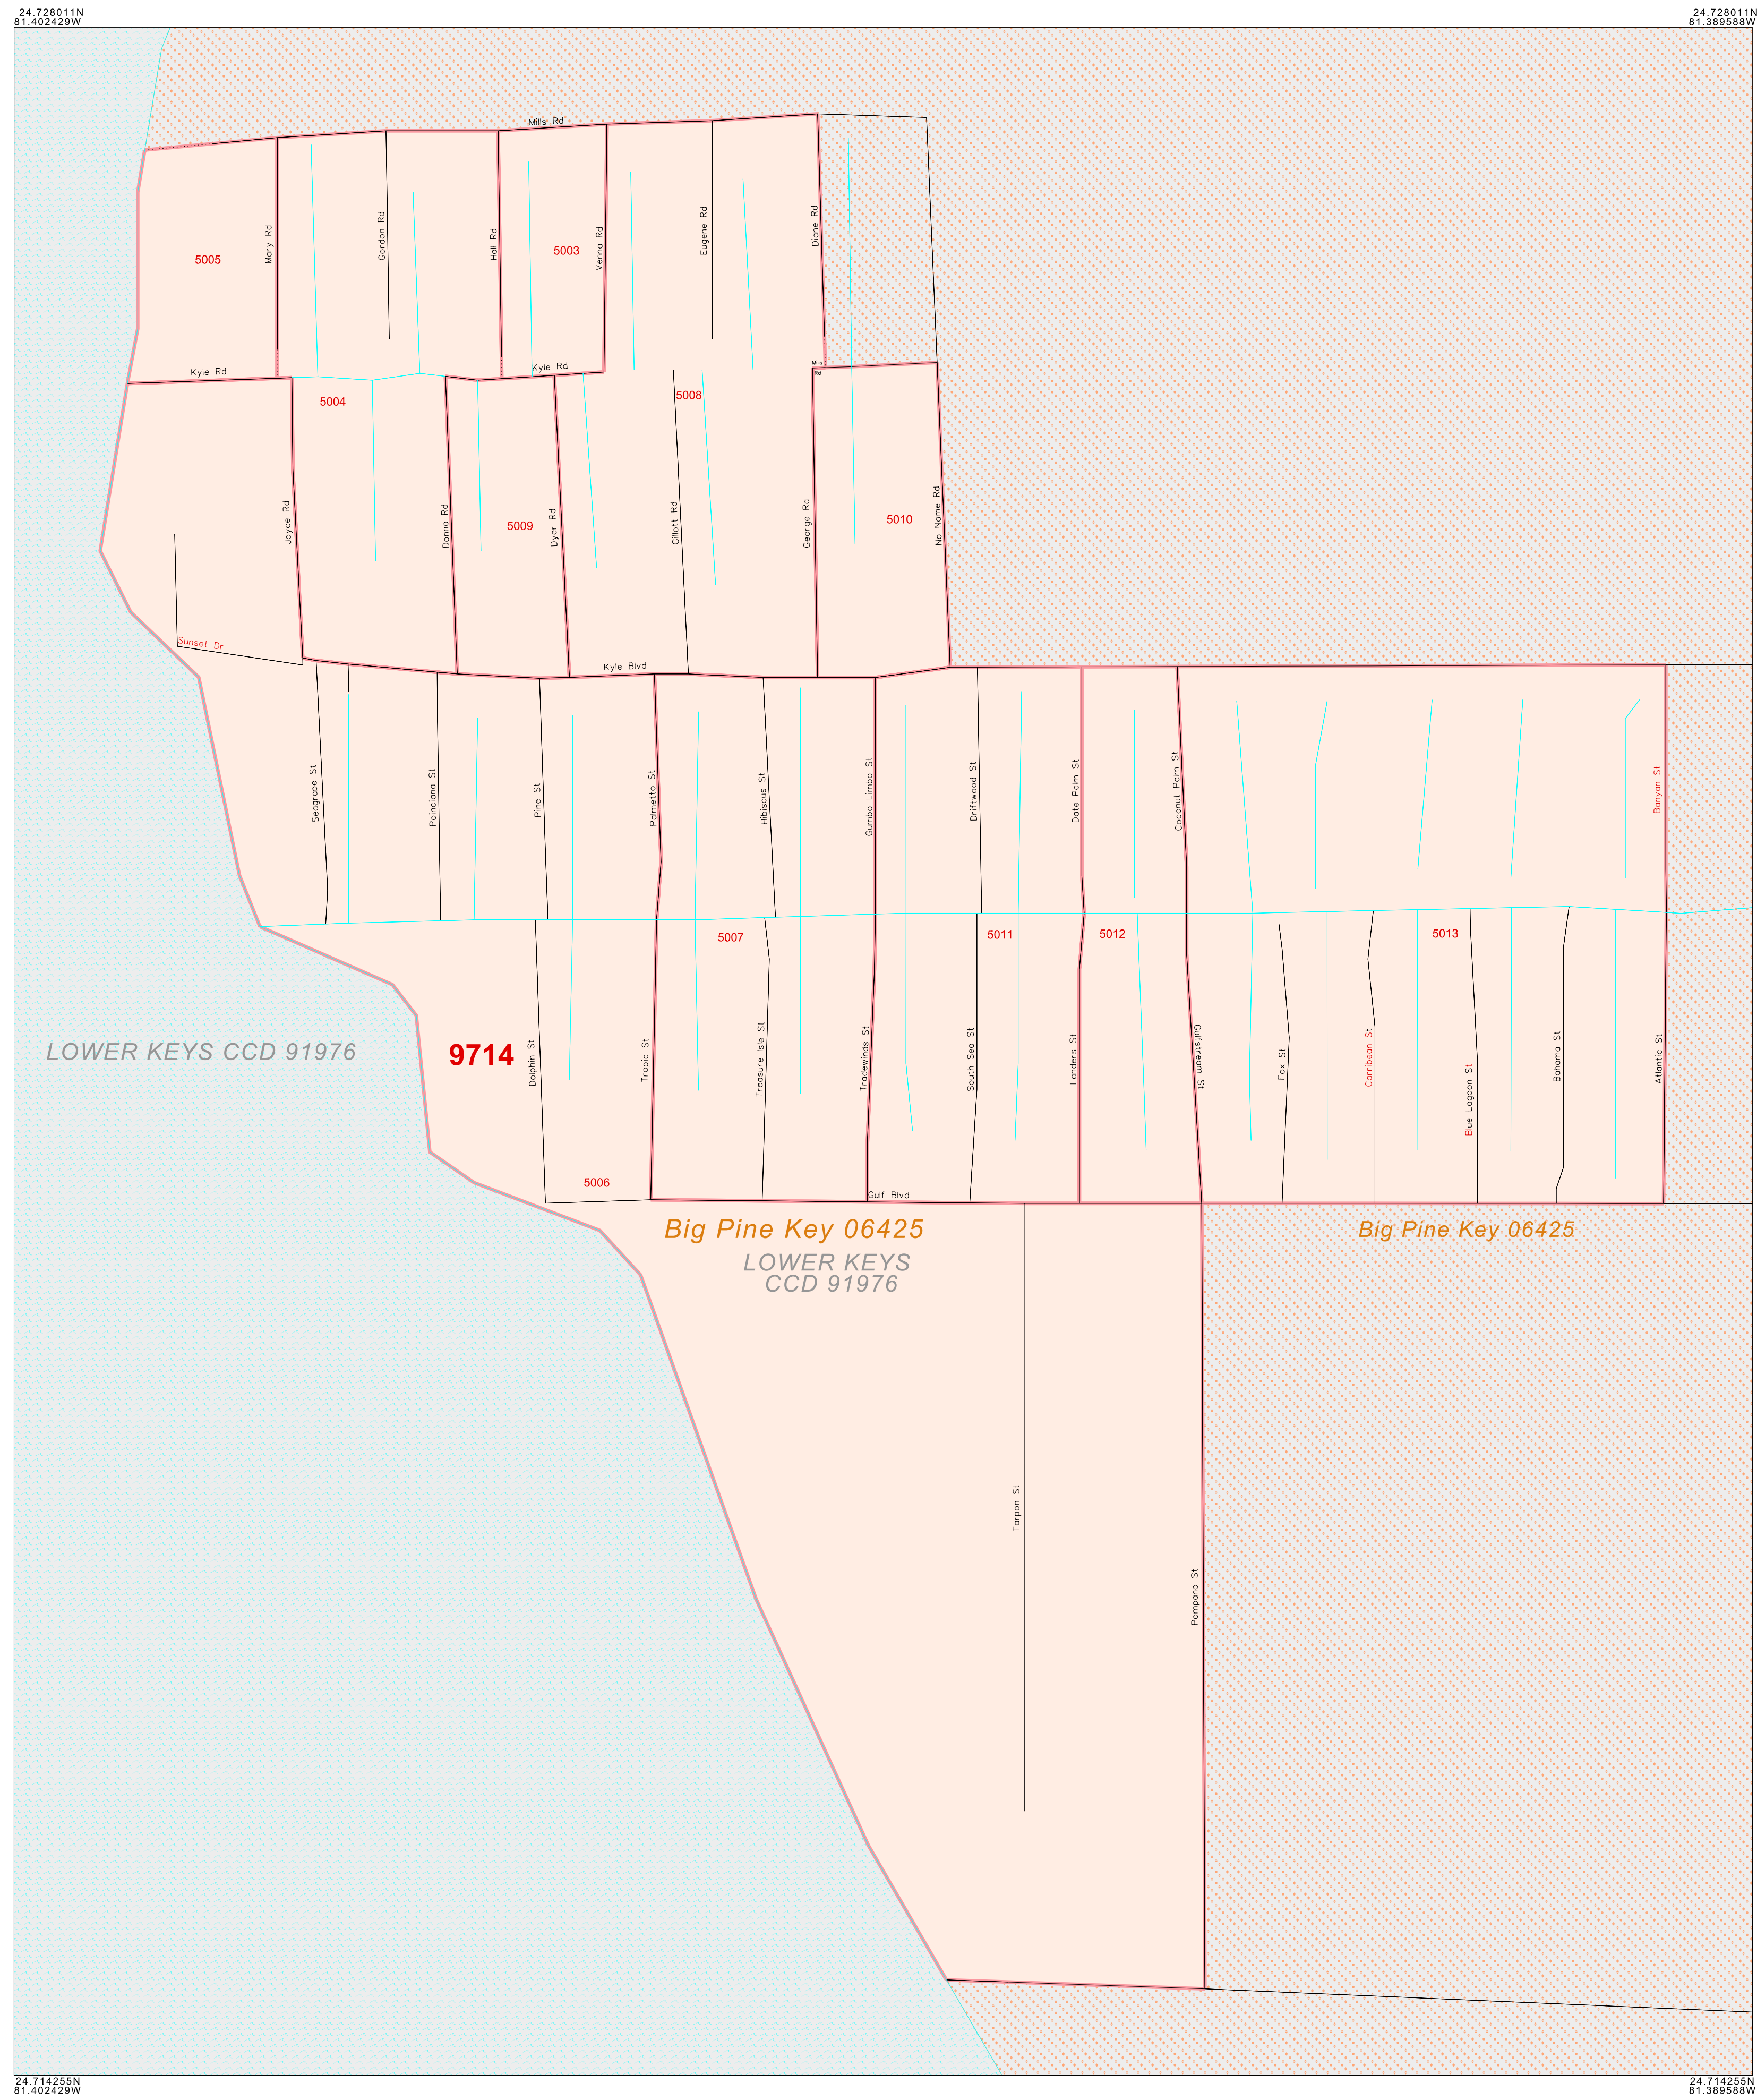 24.728011N
81.402429W
24.728011N
81.389588W
Mills Rd
Mary Rd
Gordon Rd
Hall Rd
5003
Venna Rd
Eugene Rd
Diane Rd
5005
Mills
Rd
Kyle Rd
Kyle Rd
5004
5008
Joyce Rd
Donna Rd
5009
Dyer Rd
Gillott Rd
George Rd
5010
No Name Rd
Sunset Dr
Kyle Blvd
Seagrape St
Poinciana St
Pine St
Palmetto St
Hibiscus St
Gumbo Limbo St
Driftwood St
Date Palm St
Coconut Palm St
Banyan St
5007
5011
5012
5013
LOWER KEYS CCD 91976
9714
Dolphin St
Tropic St
Treasure Isle St
Tradewinds St
South Sea St
Landers St
Gulfstream St
Fox St
Carribean St
Blue Lagoon St
Bahama St
Atlantic St
5006
Gulf Blvd
Big Pine Key 06425
Big Pine Key 06425
LOWER KEYS
CCD 91976
Tarpon St
Pompano St
24.714255N
81.402429W
24.714255N
81.389588W